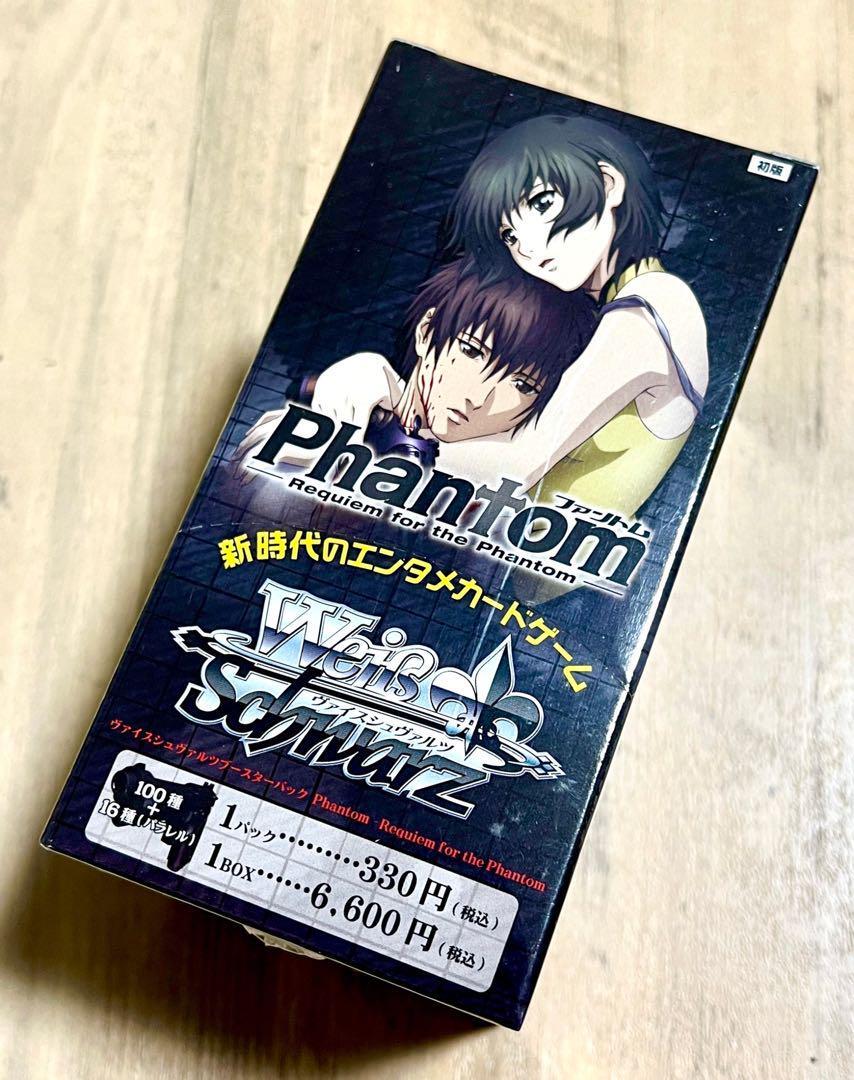 初版
Phantom
ファントム
Requiem for the Phantom
新時代のエンタメカードゲーム
Weiß
Schwarz
ヴァイスシュヴァルツ
ヴァイスシュヴァルツブースターパック Phantom -Requiem for the Phantom-
100種
+
16種(パラレル)
1パック………330円(税込)
1BOX……6,600円(税込)